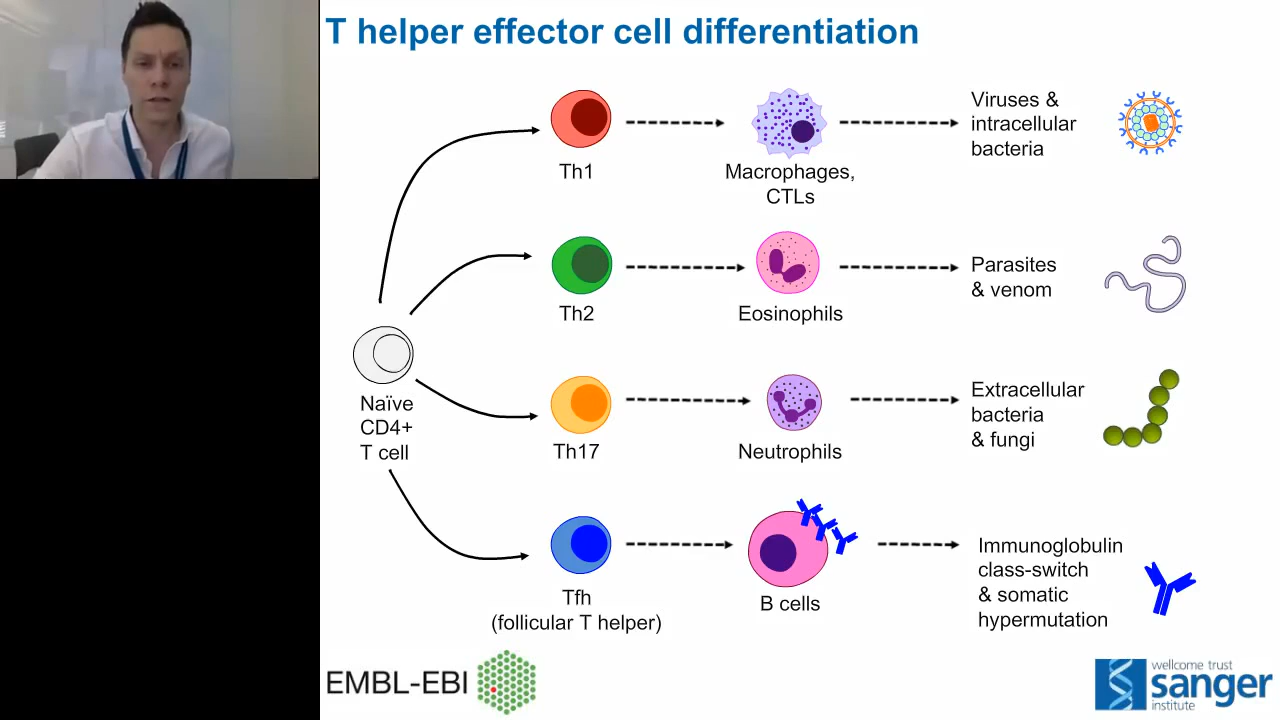 T helper effector cell differentiation
Th1
Macrophages,
CTLs
Viruses &
intracellular
bacteria
Th2
Eosinophils
Parasites
& venom
Naïve
CD4+
T cell
Th17
Neutrophils
Extracellular
bacteria
& fungi
Tfh
(follicular T helper)
B cells
Immunoglobulin
class-switch
& somatic
hypermutation
EMBL-EBI
wellcome trust
sanger
institute